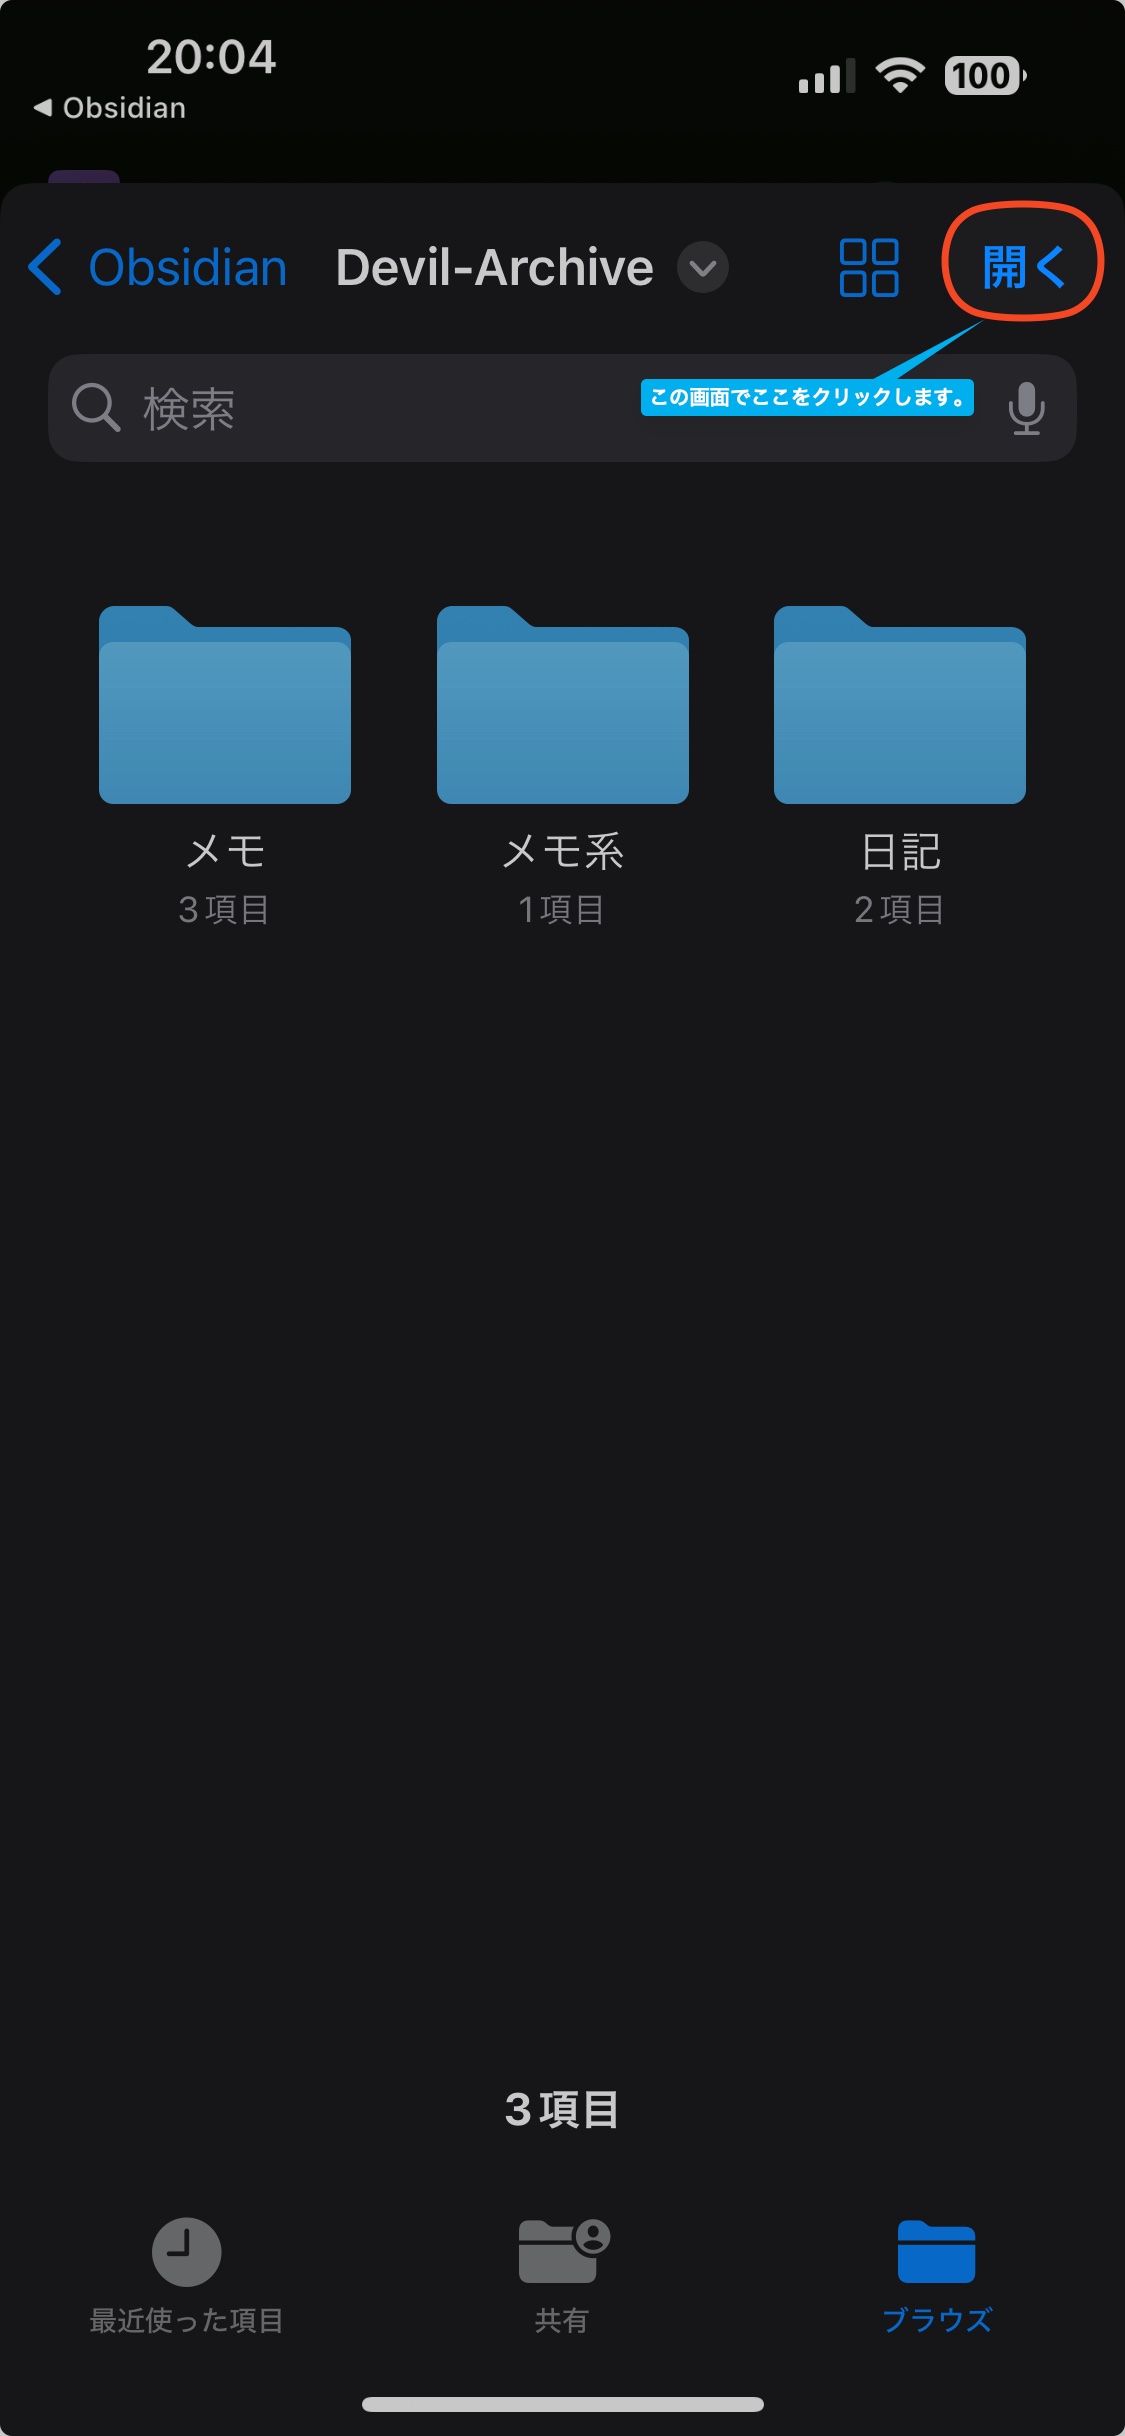 20:04
100
◀ Obsidian
Obsidian
Devil-Archive
開く
検索
この画面でここをクリックします。
メモ
3項目
メモ系
1項目
日記
2項目
3項目
最近使った項目
共有
ブラウズ